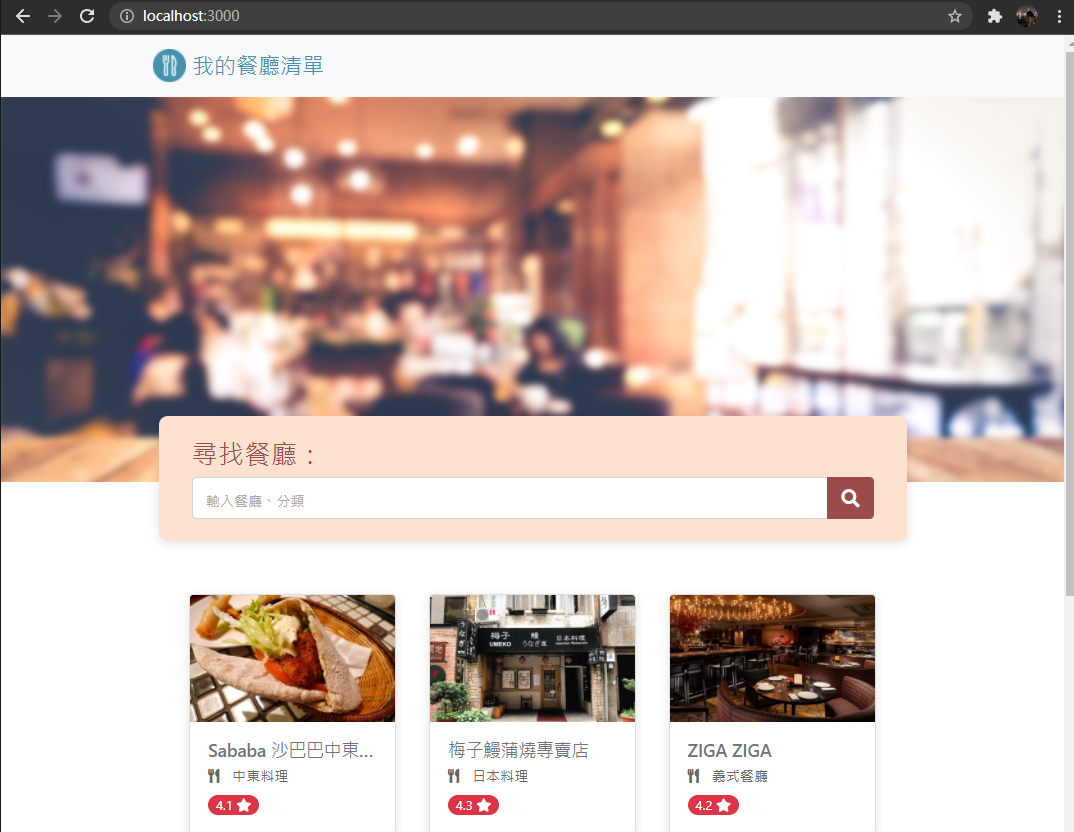 localhost:3000
我的餐廳清單
尋找餐廳：
輸入餐廳、分類
梅子 鰻 日本料理
UMEKO うなぎ屋
うなぎ
Sababa 沙巴巴中東...
中東料理
4.1
梅子鰻蒲燒專賣店
日本料理
4.3
ZIGA ZIGA
義式餐廳
4.2